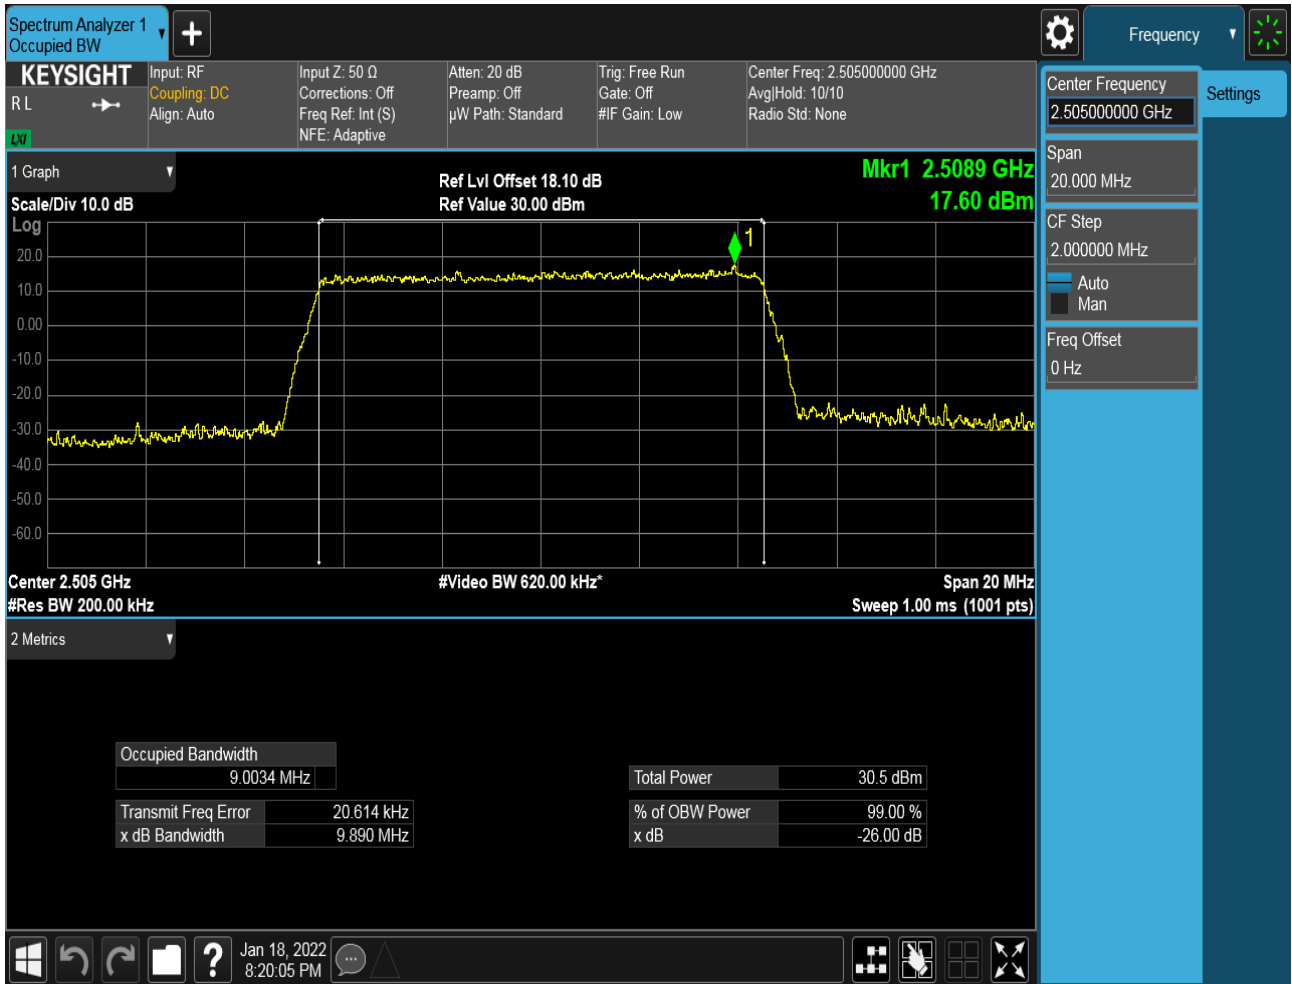 Spectrum Analyzer 1
Occupied BW
Frequency
KEYSIGHT
R L
LXI
Input: RF
Coupling: DC
Align: Auto
Input Z: 50 Ω
Corrections: Off
Freq Ref: Int (S)
NFE: Adaptive
Atten: 20 dB
Preamp: Off
µW Path: Standard
Trig: Free Run
Gate: Off
#IF Gain: Low
Center Freq: 2.505000000 GHz
Avg|Hold: 10/10
Radio Std: None
Center Frequency
2.505000000 GHz
Settings
Span
20.000 MHz
CF Step
2.000000 MHz
Auto
Man
Freq Offset
0 Hz
1 Graph
Scale/Div 10.0 dB
Ref Lvl Offset 18.10 dB
Ref Value 30.00 dBm
Mkr1 2.5089 GHz
17.60 dBm
Log
1
20.0
10.0
0.00
-10.0
-20.0
-30.0
-40.0
-50.0
-60.0
Center 2.505 GHz
#Video BW 620.00 kHz*
Span 20 MHz
#Res BW 200.00 kHz
Sweep 1.00 ms (1001 pts)
2 Metrics
Occupied Bandwidth
9.0034 MHz
Transmit Freq Error 20.614 kHz
x dB Bandwidth 9.890 MHz
Total Power 30.5 dBm
% of OBW Power 99.00 %
x dB -26.00 dB
?
Jan 18, 2022
8:20:05 PM